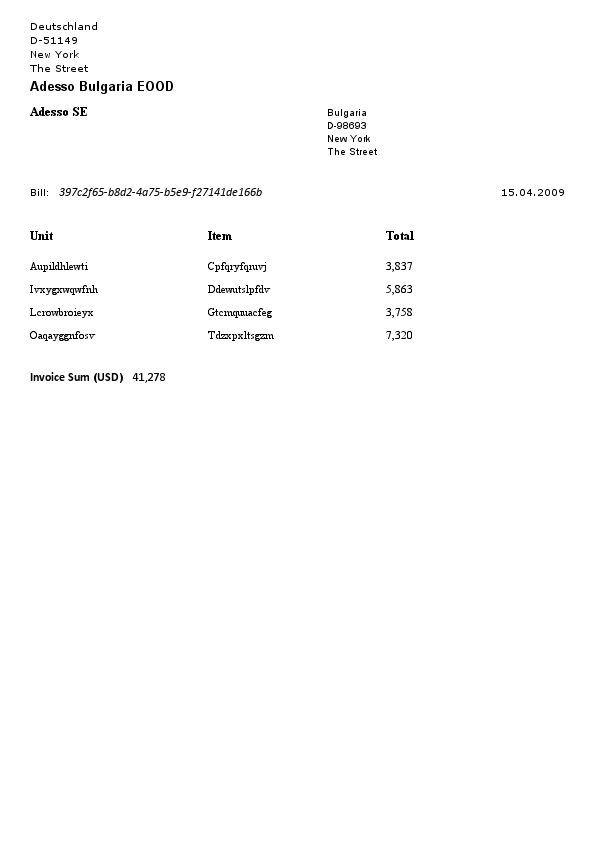 Deutschland
D-51149
New York
The Street
Adesso Bulgaria EOOD
Adesso SE
Bulgaria
D-98693
New York
The Street
Bill: 397c2f65-b8d2-4a75-b5e9-f27141de166b 15.04.2009
Unit Item Total
Aupildhlewti Cpfqryfqruvj 3,837
Ivxygxwqwfnh Ddewutslpfdv 5,863
Lcrowbroieyx Gtcmquuacfeg 3,758
Oaqayggnfosv Tdzxpxltsgzm 7,320
Invoice Sum (USD) 41,278